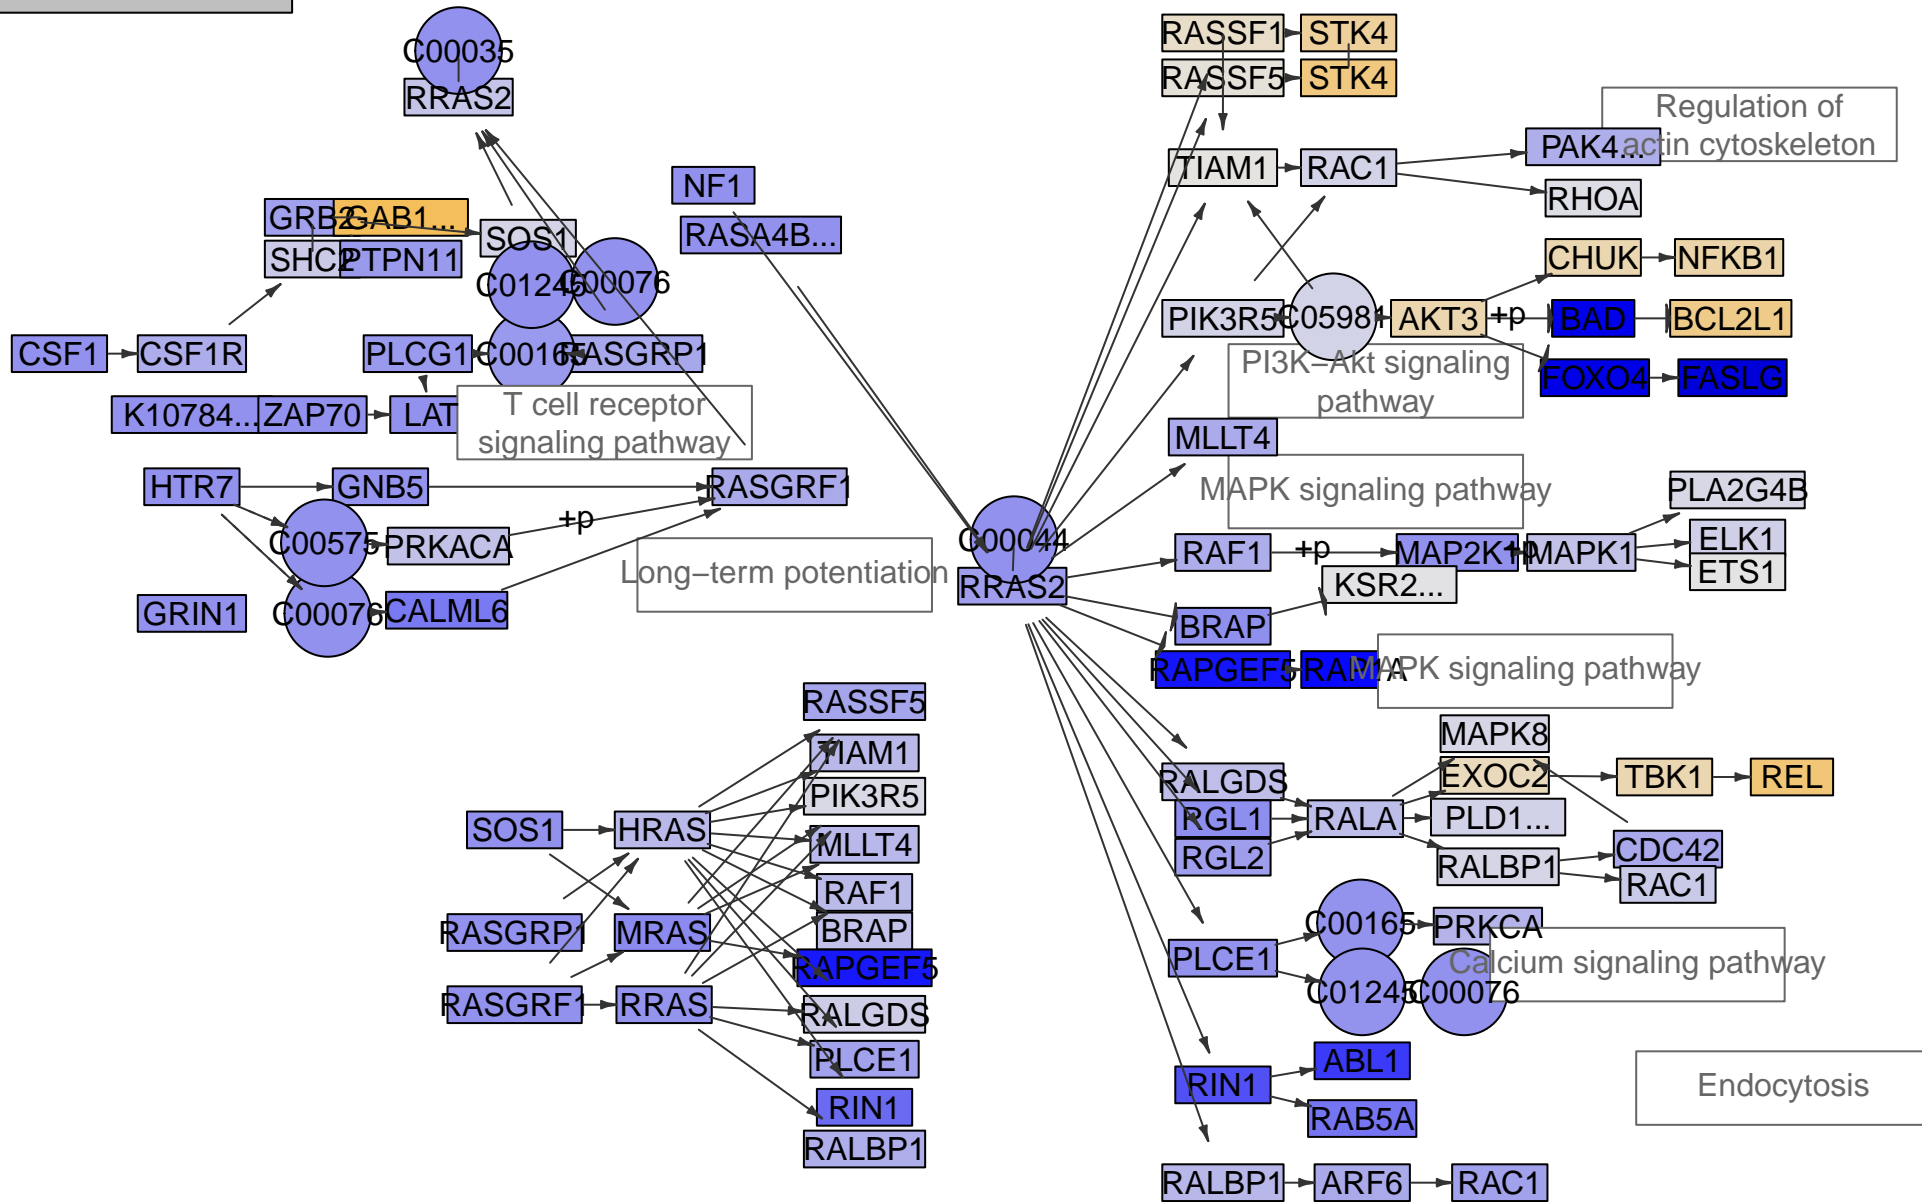 C00035
RRAS2
NF1
RASA4B...
GRB2
GAB1...
SOS1
SHC2
PTPN11
C01245
C00076
CSF1
CSF1R
PLCG1
C00165
RASGRP1
K10784...
ZAP70
LAT
T cell receptor
signaling pathway
HTR7
GNB5
RASGRF1
C00575
PRKACA
+p
GRIN1
C00076
CALML6
Long−term potentiation
C00044
RRAS2
RASSF1
STK4
RASSF5
STK4
Regulation of
actin cytoskeleton
PAK4...
TIAM1
RAC1
RHOA
CHUK
NFKB1
PIK3R5
C05981
AKT3
+p
BAD
BCL2L1
PI3K−Akt signaling
pathway
FOXO4
FASLG
MLLT4
MAPK signaling pathway
PLA2G4B
RAF1
+p
MAP2K1
+p
MAPK1
ELK1
ETS1
KSR2...
BRAP
RAPGEF5
RAP1A
MAPK signaling pathway
RASSF5
TIAM1
PIK3R5
SOS1
HRAS
MLLT4
RAF1
RASGRP1
MRAS
BRAP
RAPGEF5
RASGRF1
RRAS
RALGDS
PLCE1
RIN1
RALBP1
MAPK8
RALGDS
EXOC2
TBK1
REL
RGL1
RALA
PLD1...
RGL2
RALBP1
CDC42
RAC1
C00165
PRKCA
PLCE1
Calcium signaling pathway
C01245
C00076
ABL1
RIN1
RAB5A
Endocytosis
RALBP1
ARF6
RAC1